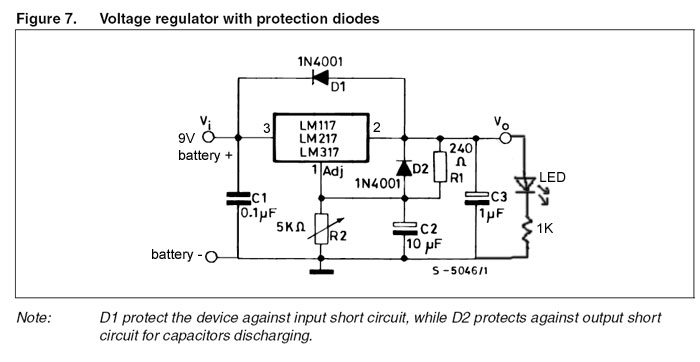 Figure 7. Voltage regulator with protection diodes
1N4001
D1
Vi
9V
battery +
3
LM117
LM217
LM317
2
1 Adj
Vo
D2
1N4001
240
Ω
R1
LED
C1
0.1µF
C3
1µF
5KΩ
R2
C2
10 µF
1K
battery -
S-5046/1
Note: D1 protect the device against input short circuit, while D2 protects against output short
circuit for capacitors discharging.